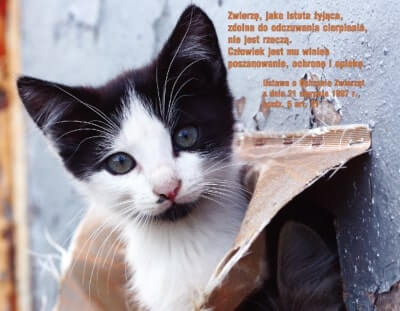 Zwierzę, jako istota żyjąca,
zdolna do odczuwania cierpienia,
nie jest rzeczą.
Człowiek jest mu winien
poszanowanie, ochronę i opiekę.
Ustawa o Ochronie Zwierząt
z dnia 21 sierpnia 1997 r.,
art.